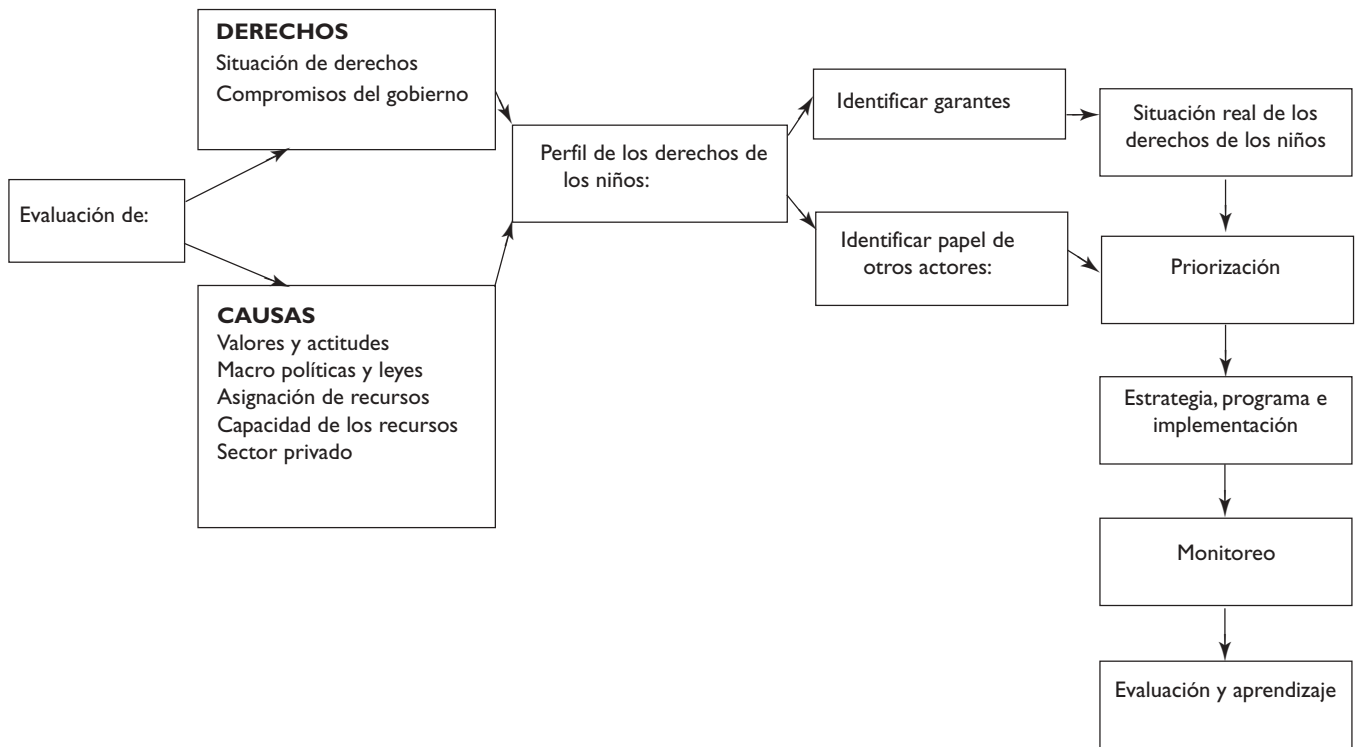 Evaluación de:
DERECHOS
Situación de derechos
Compromisos del gobierno
CAUSAS
Valores y actitudes
Macro políticas y leyes
Asignación de recursos
Capacidad de los recursos
Sector privado
Perfil de los derechos de
los niños:
Identificar garantes
Identificar papel de
otros actores:
Situación real de los
derechos de los niños
Priorización
Estrategia, programa e
implementación
Monitoreo
Evaluación y aprendizaje